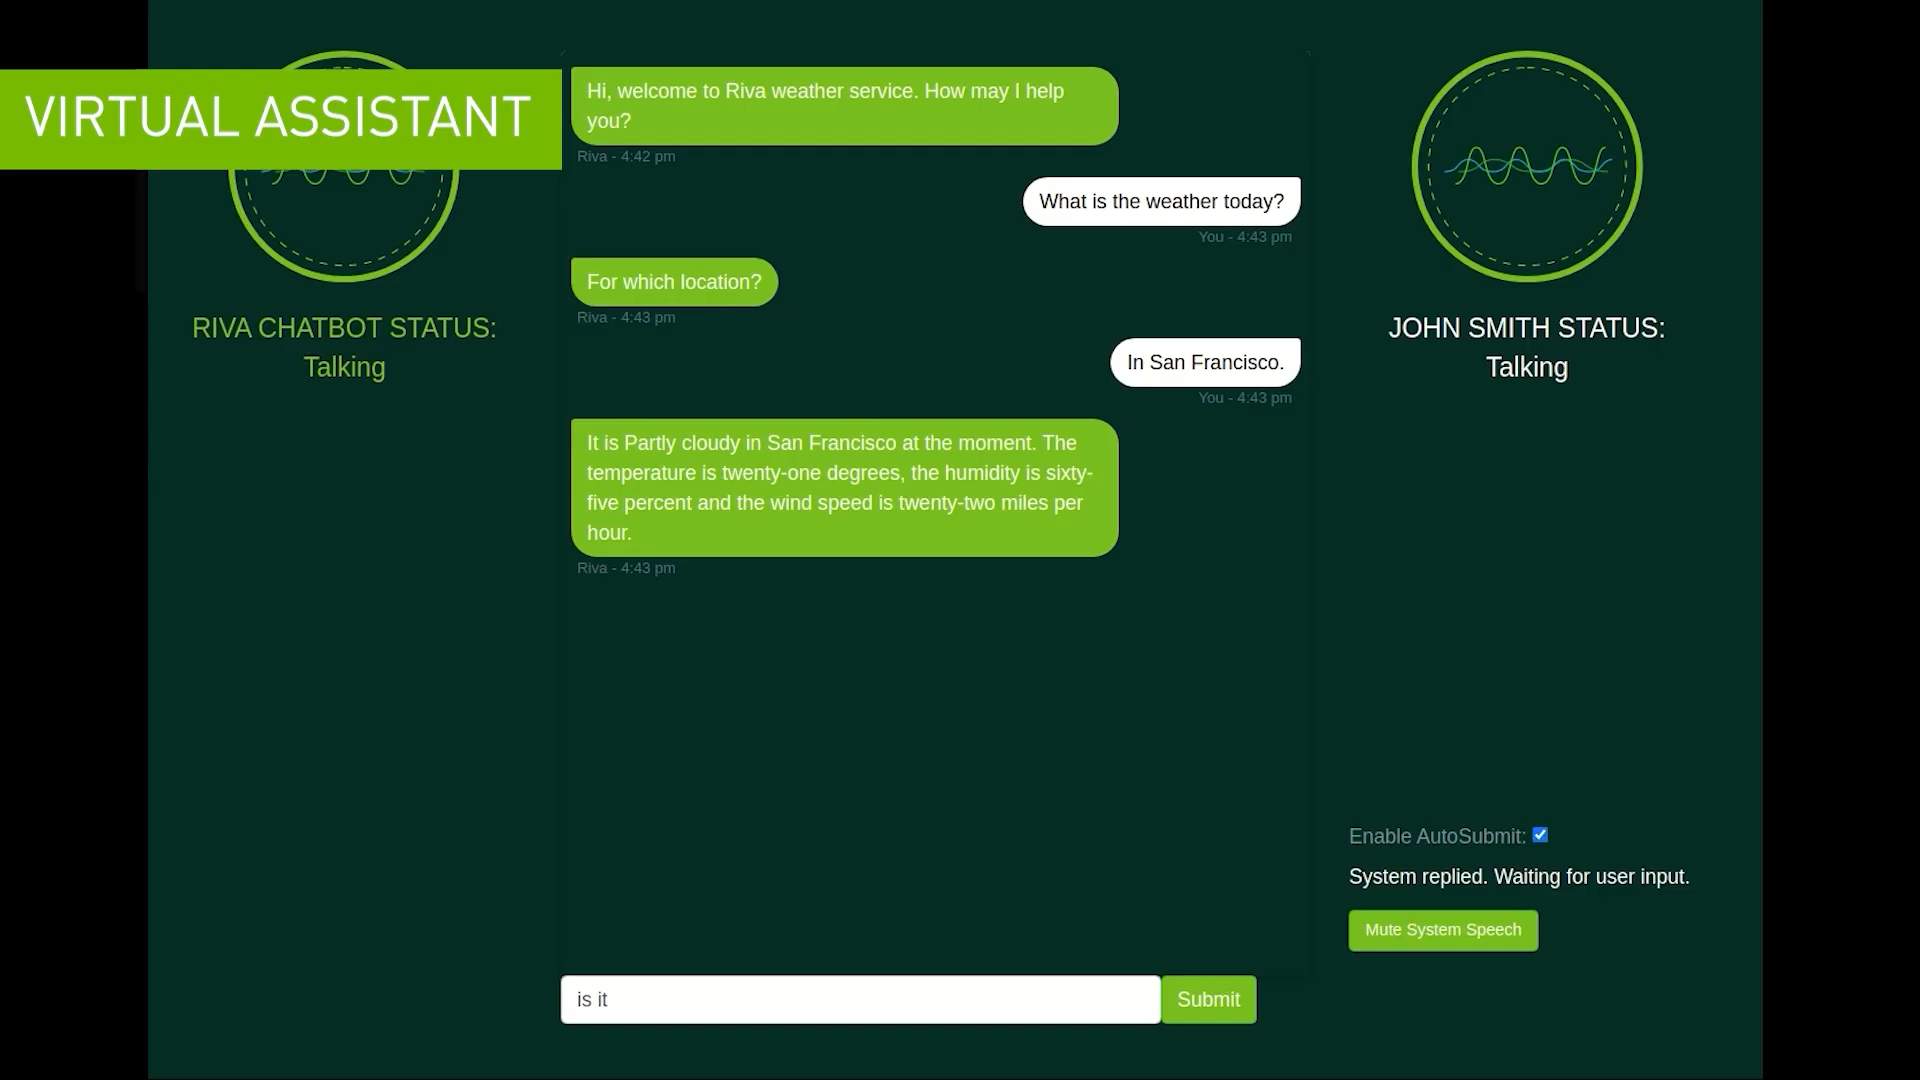 VIRTUAL ASSISTANT
RIVA CHATBOT STATUS:
Talking
Hi, welcome to Riva weather service. How may I help
you?
Riva - 4:42 pm
What is the weather today?
You - 4:43 pm
For which location?
Riva - 4:43 pm
In San Francisco.
You - 4:43 pm
It is Partly cloudy in San Francisco at the moment. The
temperature is twenty-one degrees, the humidity is sixty-
five percent and the wind speed is twenty-two miles per
hour.
Riva - 4:43 pm
is it
Submit
JOHN SMITH STATUS:
Talking
Enable AutoSubmit:
System replied. Waiting for user input.
Mute System Speech